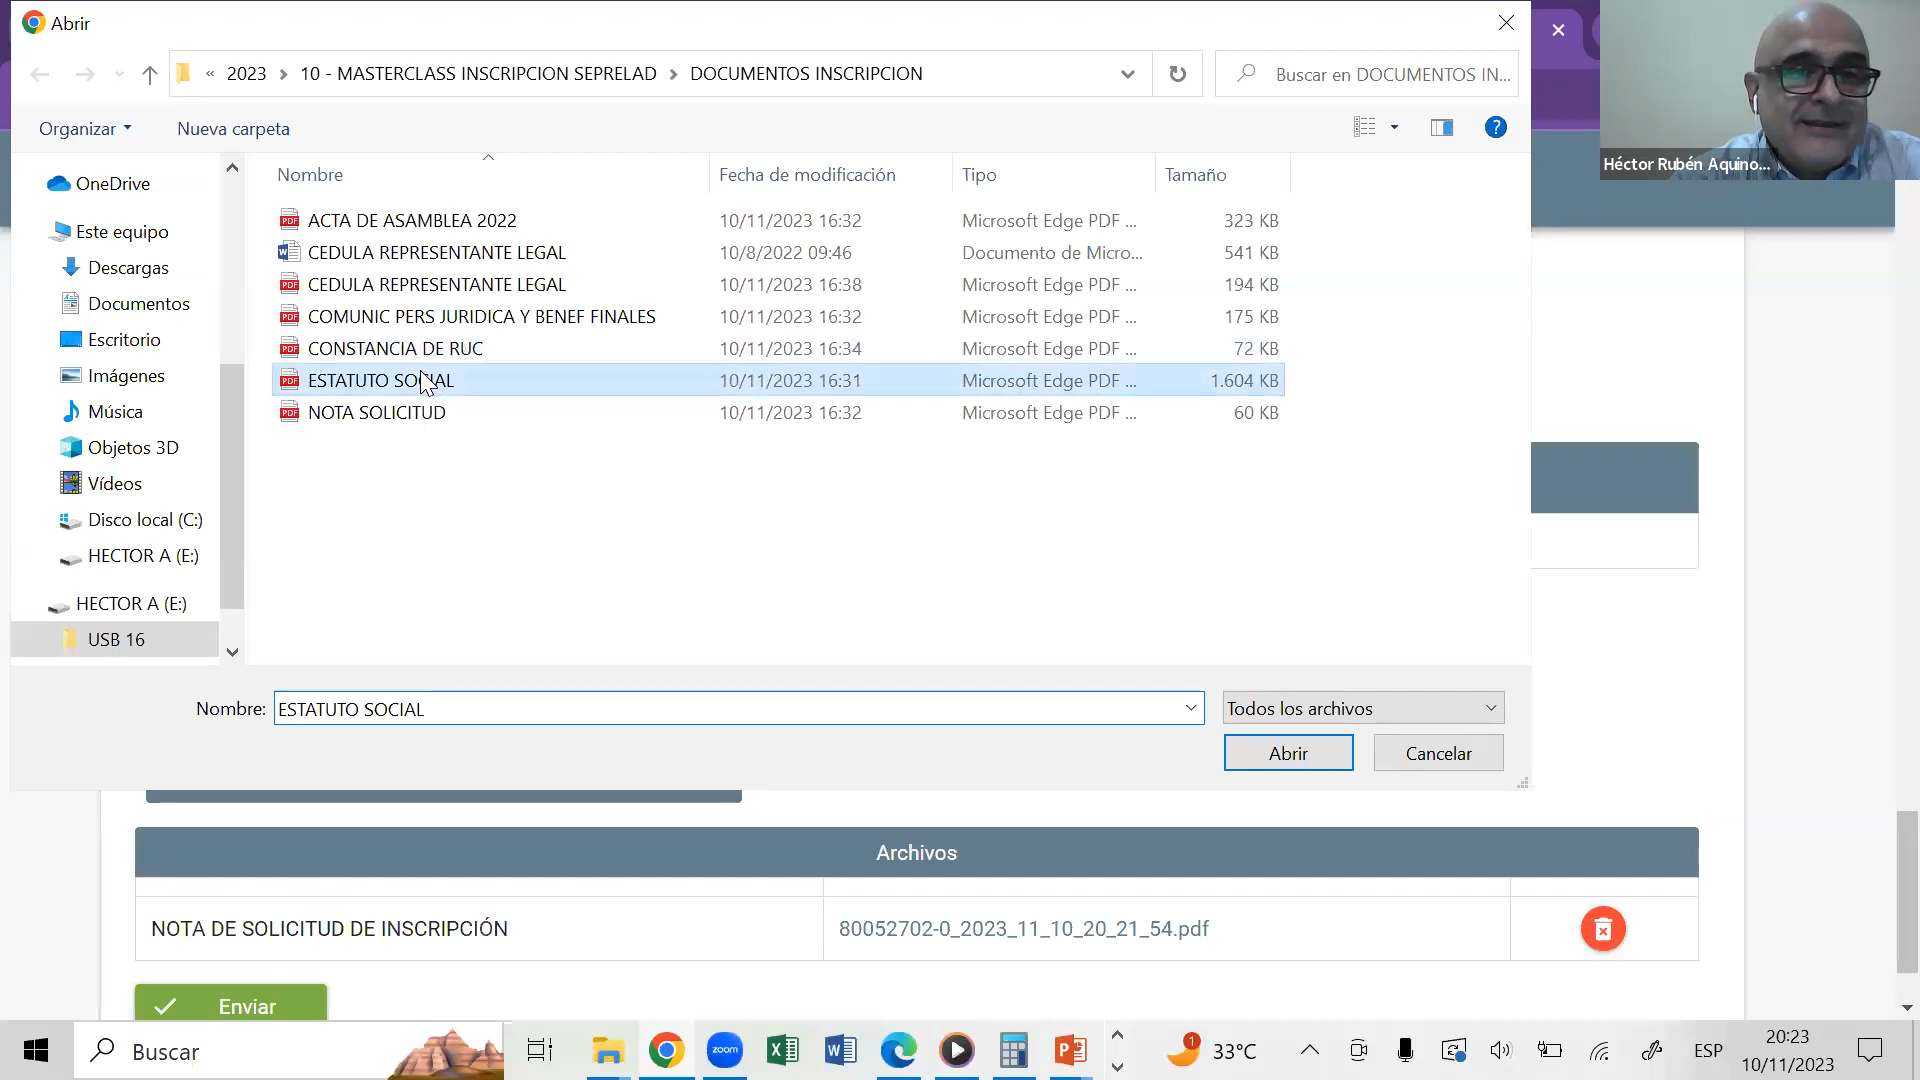 Abrir
« 2023 › 10 - MASTERCLASS INSCRIPCION SEPRELAD › DOCUMENTOS INSCRIPCION
Buscar en DOCUMENTOS IN...
Organizar
Nueva carpeta
Héctor Rubén Aquino...
Nombre Fecha de modificación Tipo Tamaño
ACTA DE ASAMBLEA 2022 10/11/2023 16:32 Microsoft Edge PDF ... 323 KB
CEDULA REPRESENTANTE LEGAL 10/8/2022 09:46 Documento de Micro... 541 KB
CEDULA REPRESENTANTE LEGAL 10/11/2023 16:38 Microsoft Edge PDF ... 194 KB
COMUNIC PERS JURIDICA Y BENEF FINALES 10/11/2023 16:32 Microsoft Edge PDF ... 175 KB
CONSTANCIA DE RUC 10/11/2023 16:34 Microsoft Edge PDF ... 72 KB
ESTATUTO SOCIAL 10/11/2023 16:31 Microsoft Edge PDF ... 1.604 KB
NOTA SOLICITUD 10/11/2023 16:32 Microsoft Edge PDF ... 60 KB
OneDrive
Este equipo
Descargas
Documentos
Escritorio
Imágenes
Música
Objetos 3D
Vídeos
Disco local (C:)
HECTOR A (E:)
HECTOR A (E:)
USB 16
Nombre: ESTATUTO SOCIAL
Todos los archivos
Abrir
Cancelar
Archivos
NOTA DE SOLICITUD DE INSCRIPCIÓN 80052702-0_2023_11_10_20_21_54.pdf
Enviar
Buscar
zoom
1
33°C
ESP
20:23
10/11/2023